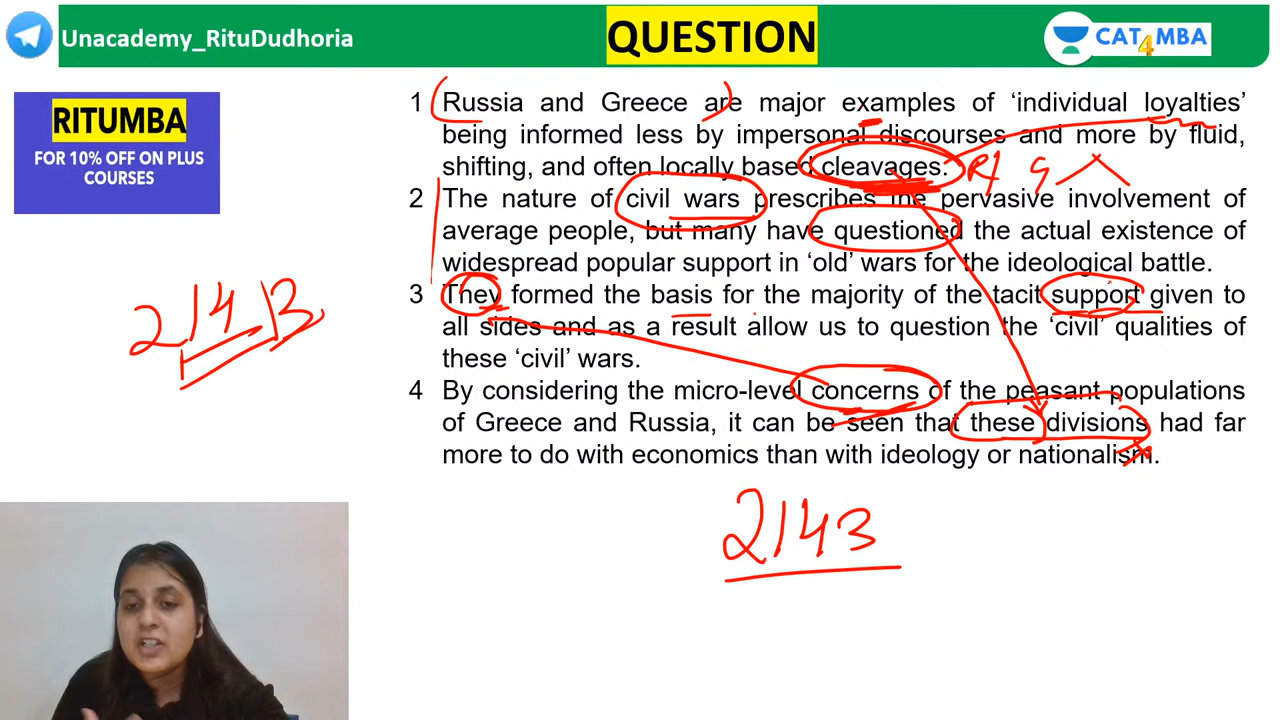 Unacademy_RituDudhoria
QUESTION
CAT4MBA
RITUMBA
FOR 10% OFF ON PLUS
COURSES
1 Russia and Greece are major examples of ‘individual loyalties’
being informed less by impersonal discourses and more by fluid,
shifting, and often locally based cleavages. R/ G
2 The nature of civil wars prescribes the pervasive involvement of
average people, but many have questioned the actual existence of
widespread popular support in ‘old’ wars for the ideological battle.
3 They formed the basis for the majority of the tacit support given to
all sides and as a result allow us to question the ‘civil’ qualities of
these ‘civil’ wars.
4 By considering the micro-level concerns of the peasant populations
of Greece and Russia, it can be seen that these divisions had far
more to do with economics than with ideology or nationalism.
2143
2143